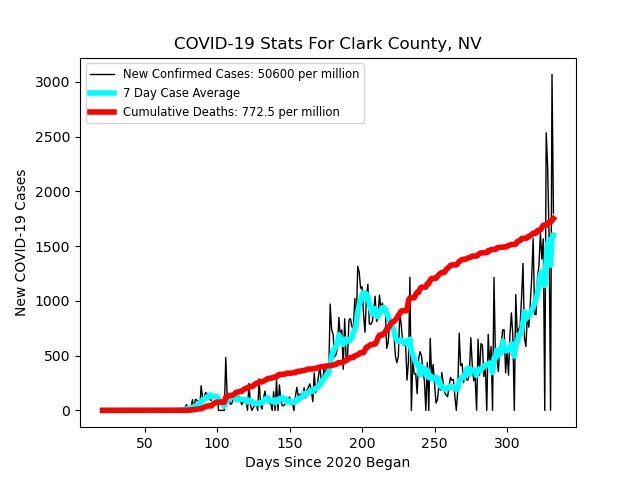 COVID-19 Stats For Clark County, NV
New Confirmed Cases: 50600 per million
7 Day Case Average
Cumulative Deaths: 772.5 per million
New COVID-19 Cases
3000
2500
2000
1500
1000
500
0
50 100 150 200 250 300
Days Since 2020 Began